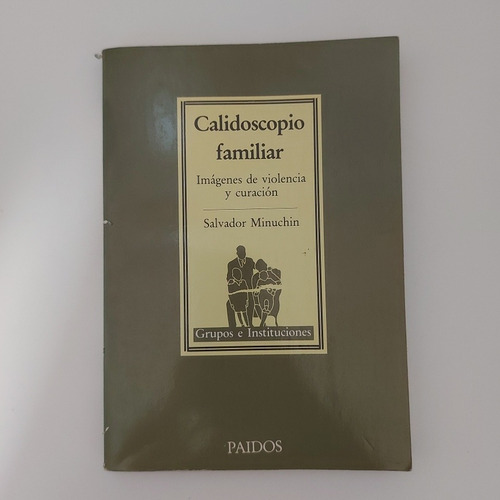 Calidoscopio
familiar
Imágenes de violencia
y curación
Salvador Minuchin
Grupos e Instituciones
PAIDOS